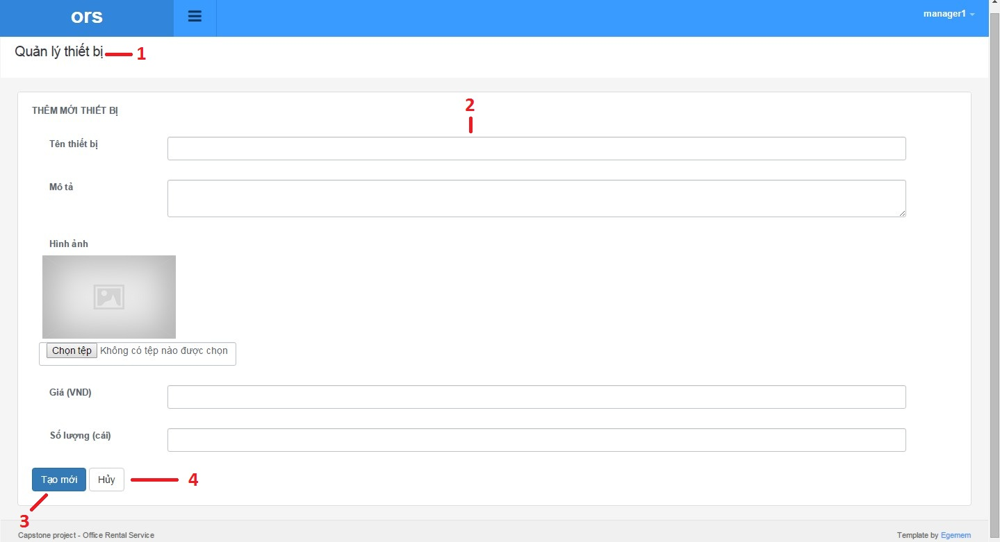 ors
manager1
Quản lý thiết bị
1
THÊM MỚI THIẾT BỊ
2
Tên thiết bị
Mô tả
Hình ảnh
Chọn tệp Không có tệp nào được chọn
Giá (VND)
Số lượng (cái)
Tạo mới Hủy
4
3
Capstone project - Office Rental Service
Template by Egemem